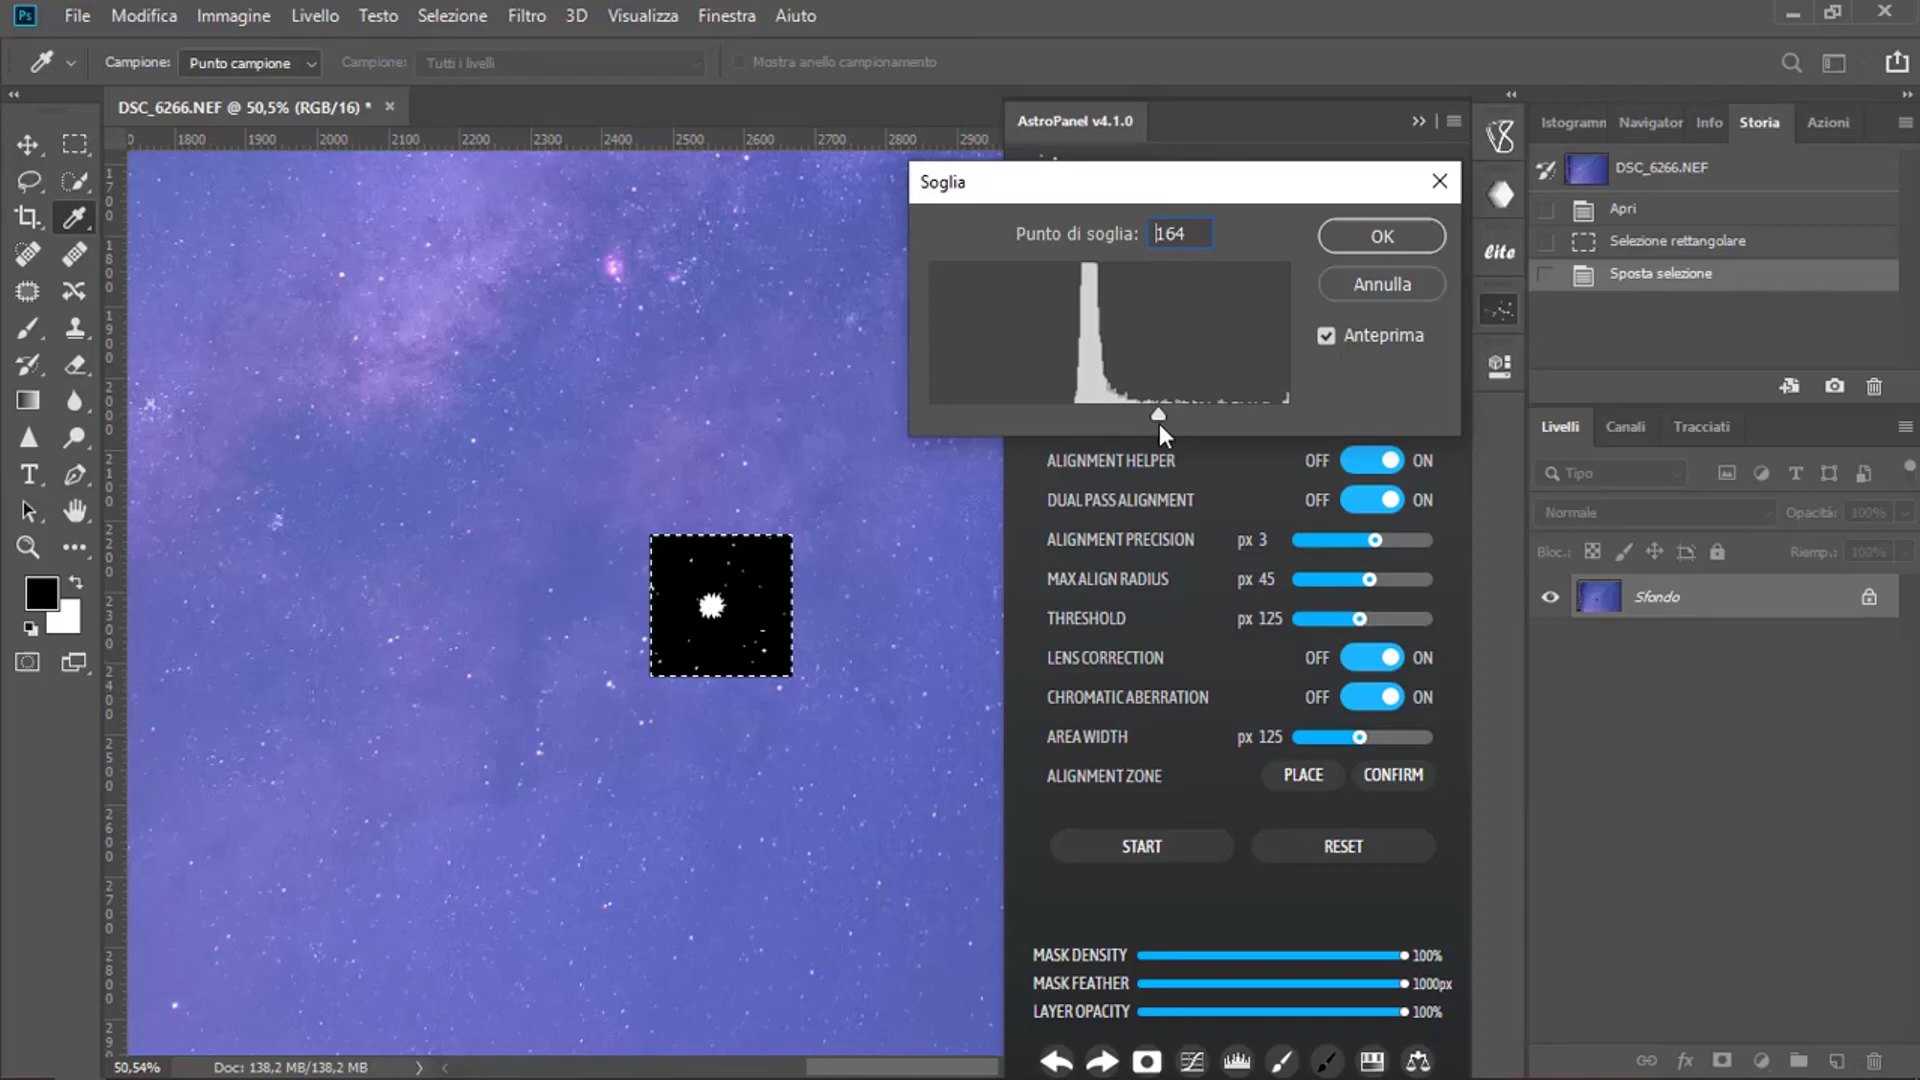 Ps File Modifica Immagine Livello Testo Selezione Filtro 3D Visualizza Finestra Aiuto
Campione: Punto campione Campione: Tutti i livelli Mostra anello campionamento
DSC_6266.NEF @ 50,5% (RGB/16) *
1800 1900 2000 2100 2200 2300 2400 2500 2600 2700 2800 2900
AstroPanel v4.1.0
Soglia
Punto di soglia: 164
OK
Annulla
Anteprima
ALIGNMENT HELPER OFF ON
DUAL PASS ALIGNMENT OFF ON
ALIGNMENT PRECISION px 3
MAX ALIGN RADIUS px 45
THRESHOLD px 125
LENS CORRECTION OFF ON
CHROMATIC ABERRATION OFF ON
AREA WIDTH px 125
ALIGNMENT ZONE PLACE CONFIRM
START RESET
MASK DENSITY 100%
MASK FEATHER 1000px
LAYER OPACITY 100%
lite
Istogramm Navigator Info Storia Azioni
DSC_6266.NEF
Apri
Selezione rettangolare
Sposta selezione
Livelli Canali Tracciati
Tipo
Normale Opacità: 100%
Bloc.: Riemp.: 100%
Sfondo
50,54% Doc: 138,2 MB/138,2 MB